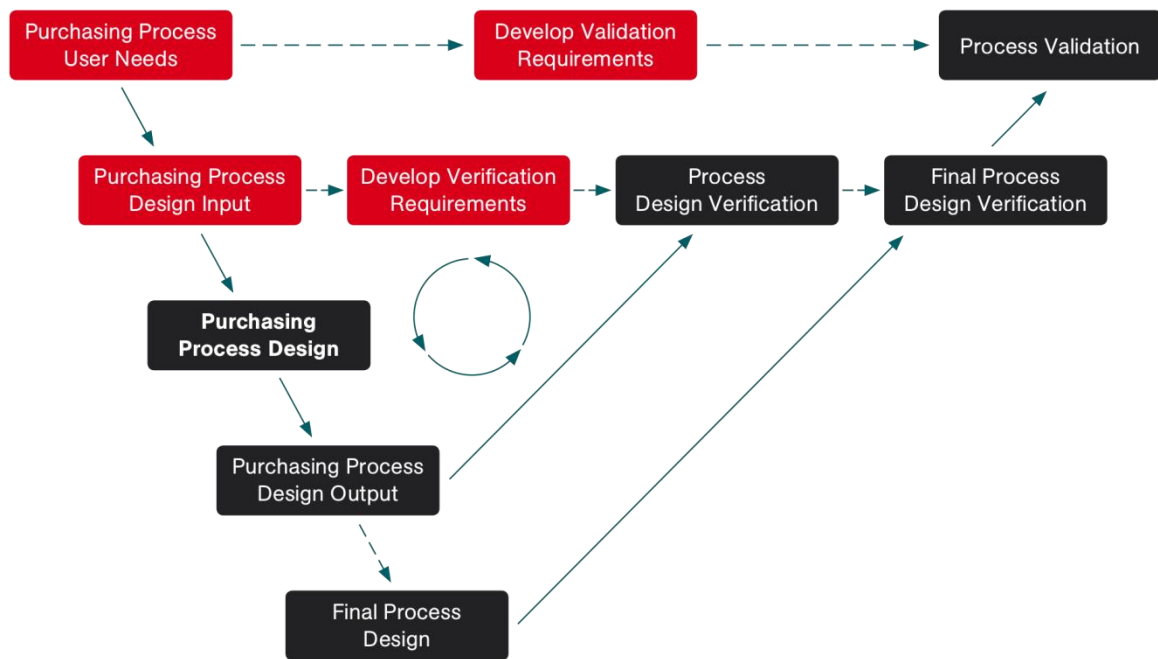 Purchasing Process
User Needs
Develop Validation
Requirements
Process Validation
Purchasing Process
Design Input
Develop Verification
Requirements
Process
Design Verification
Final Process
Design Verification
Purchasing
Process Design
Purchasing Process
Design Output
Final Process
Design